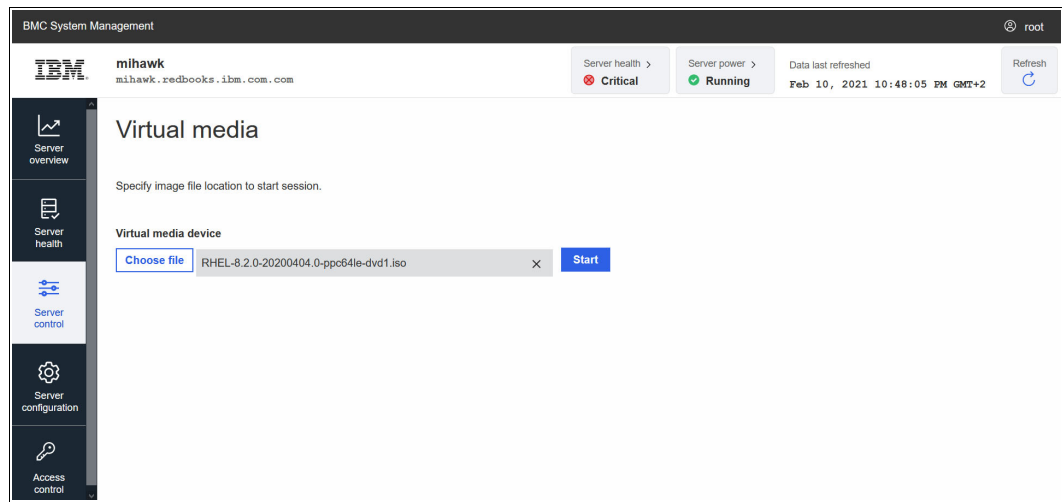 BMC System Management
root
IBM.
mihawk
mihawk.redbooks.ibm.com.com
Server health >
Critical
Server power >
Running
Data last refreshed
Feb 10, 2021 10:48:05 PM GMT+2
Refresh
Server
overview
Server
health
Server
control
Server
configuration
Access
control
Virtual media
Specify image file location to start session.
Virtual media device
Choose file
RHEL-8.2.0-20200404.0-ppc64le-dvd1.iso
Start